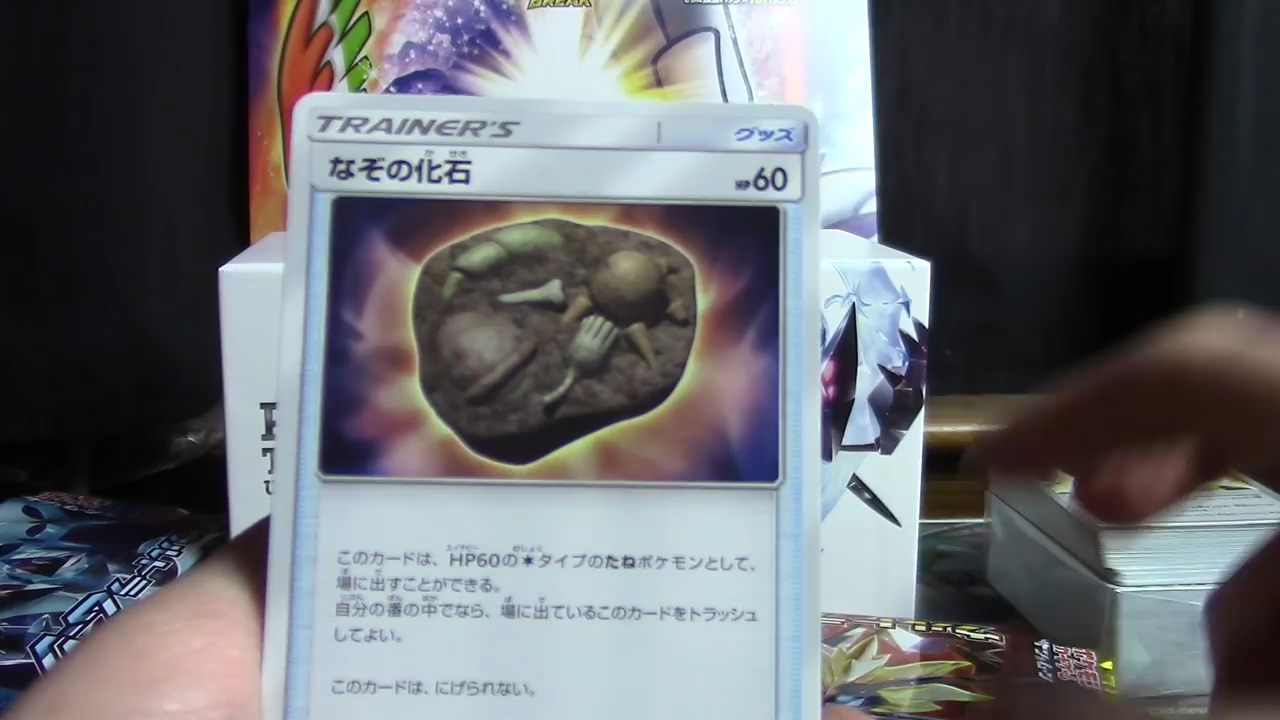 BREAK
TRAINER'S
グッズ
なぞの化石
HP60
このカードは、HP60の タイプのたねポケモンとして、
場に出すことができる。
自分の番の中でなら、場に出ているこのカードをトラッシュ
してよい。
このカードは、にげられない。